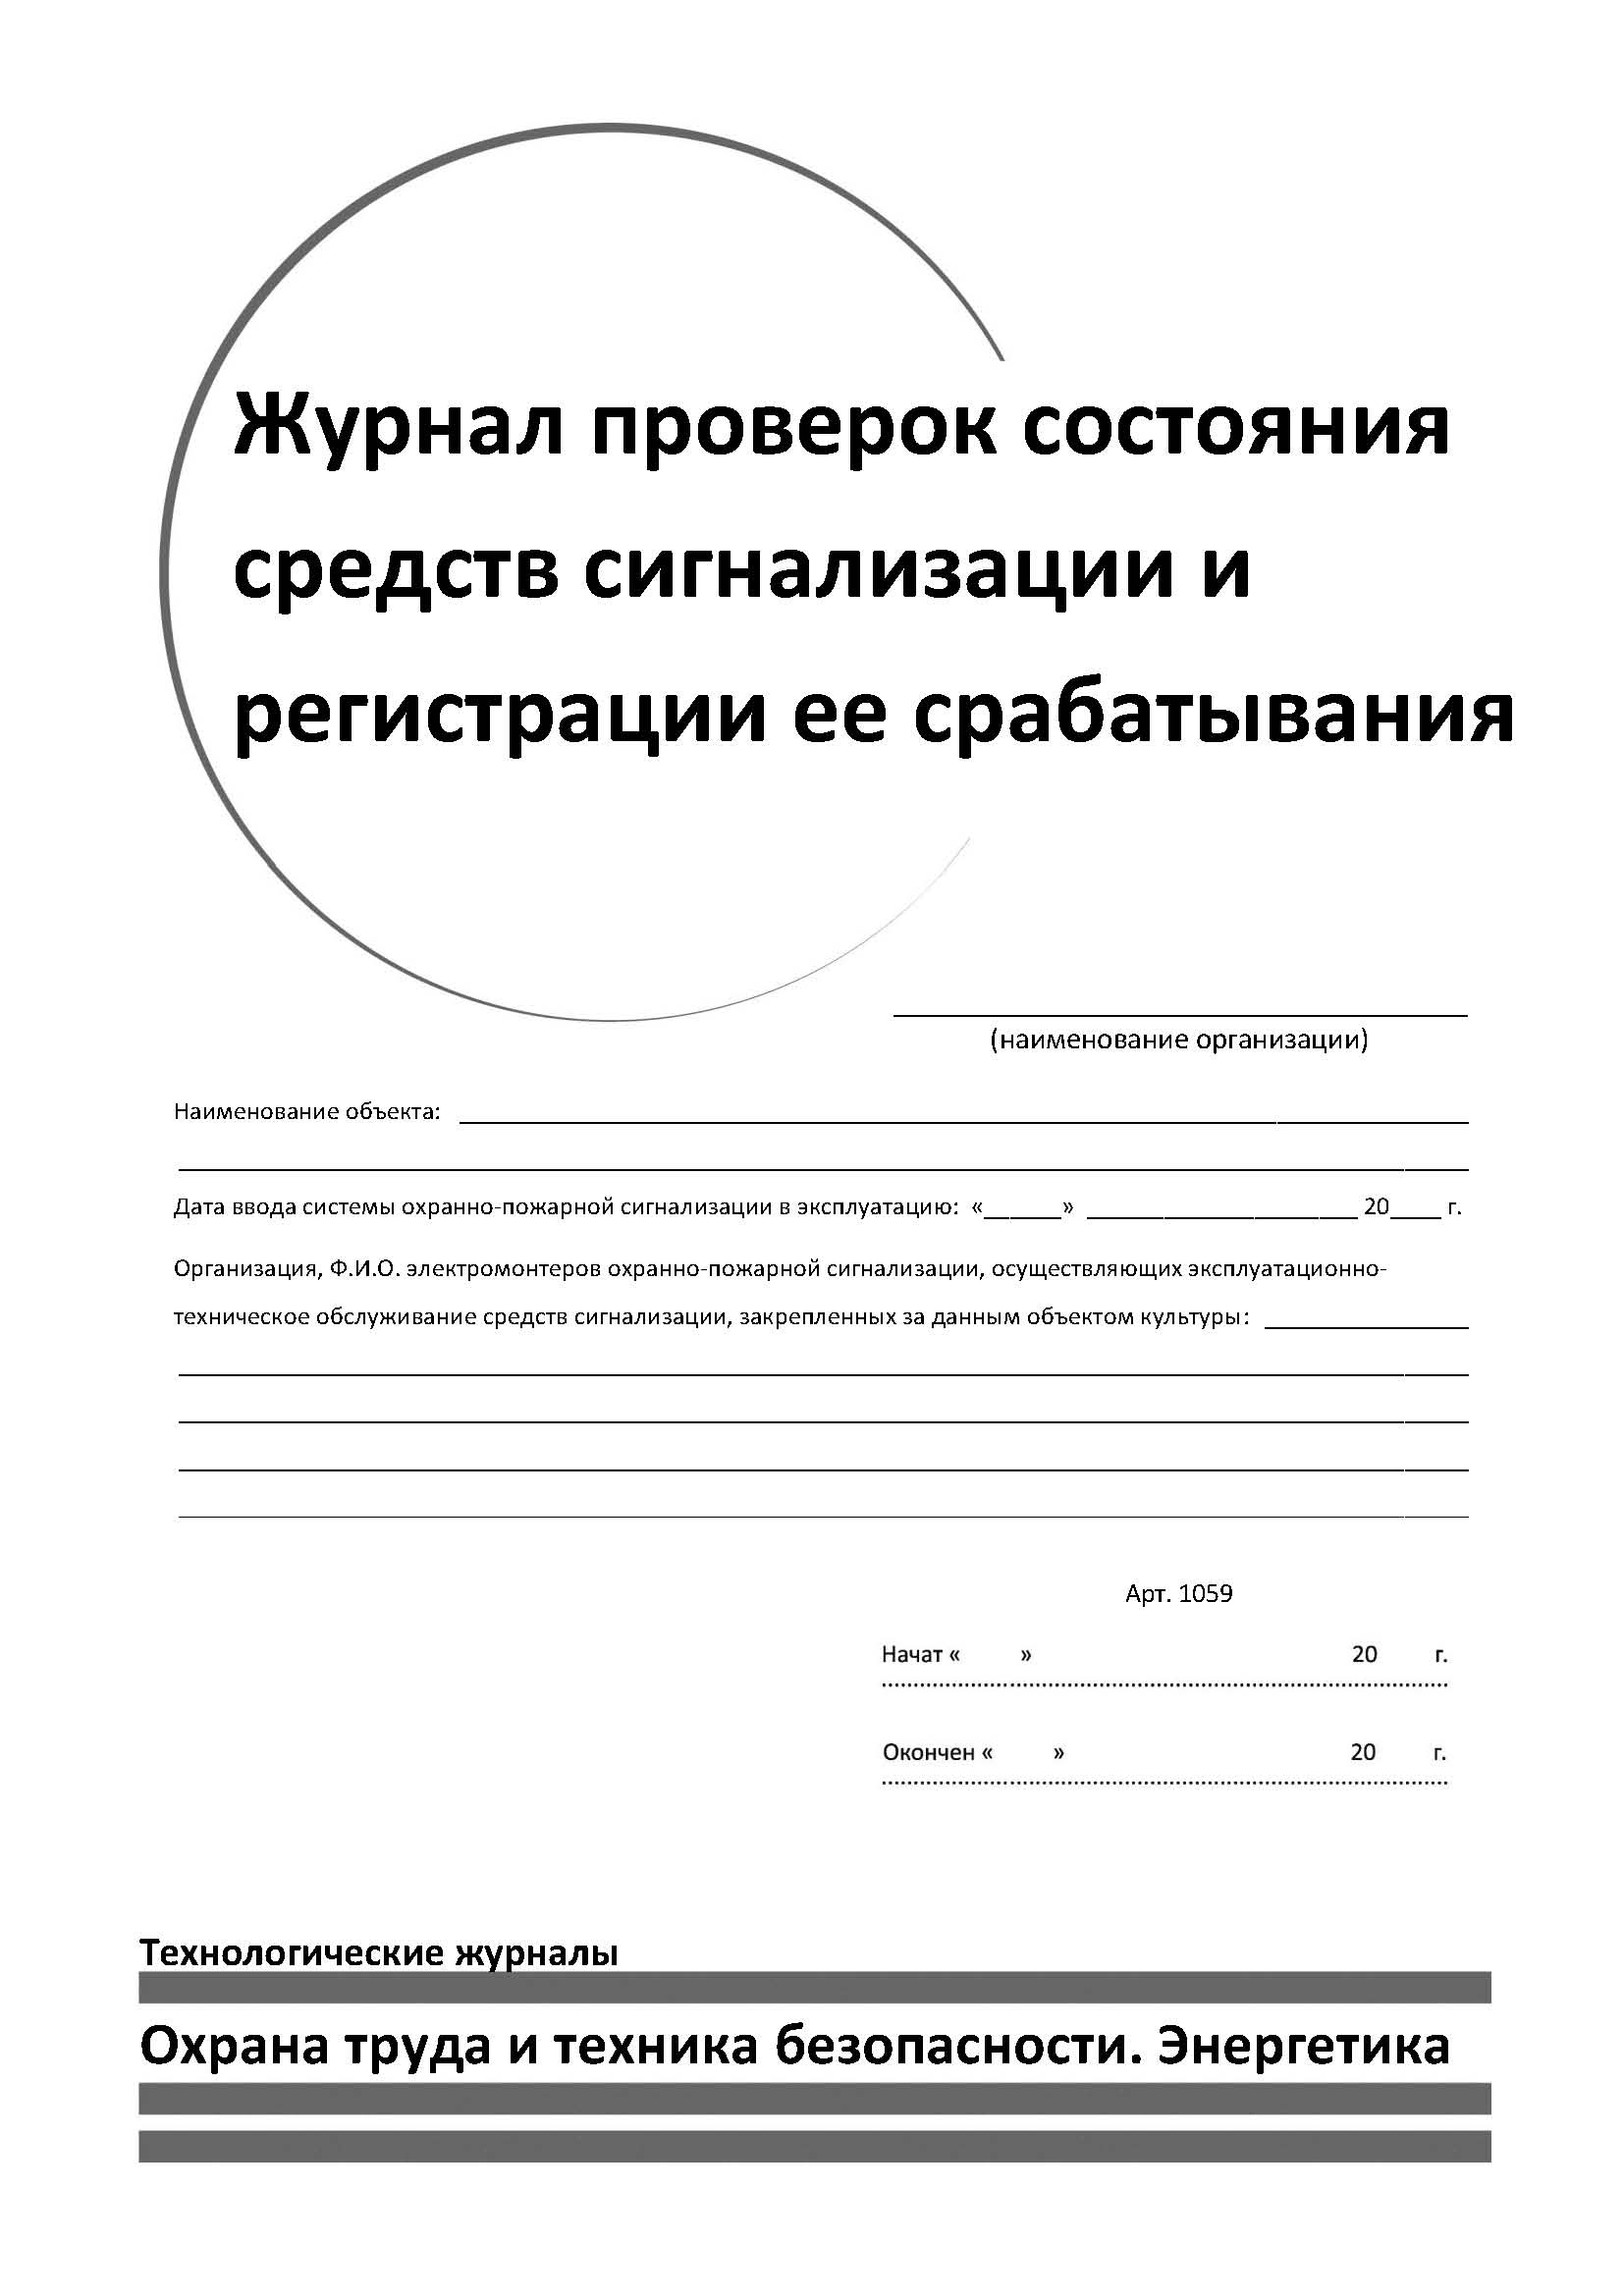 Журнал проверок состояния
средств сигнализации и
регистрации ее срабатывания
(наименование организации)
Наименование объекта:
Дата ввода системы охранно-пожарной сигнализации в эксплуатацию: «______» _____________________ 20____ г.
Организация, Ф.И.О. электромонтеров охранно-пожарной сигнализации, осуществляющих эксплуатационно-
техническое обслуживание средств сигнализации, закрепленных за данным объектом культуры:
Арт. 1059
Начат « » 20 г.
Окончен « » 20 г.
Технологические журналы
Охрана труда и техника безопасности. Энергетика